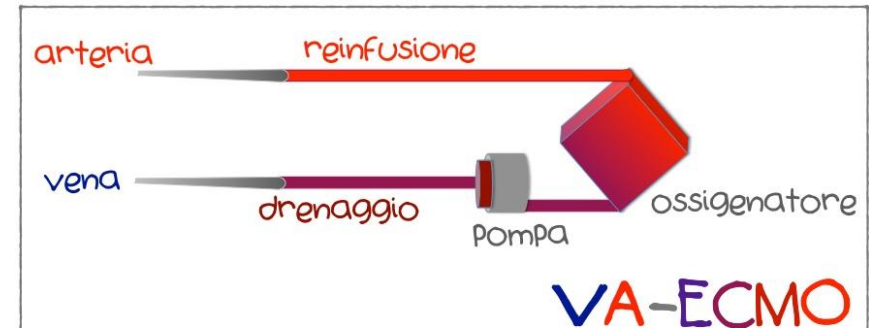 arteria
reinfusione
vena
drenaggio
pompa
ossigenatore
VA-ECMO